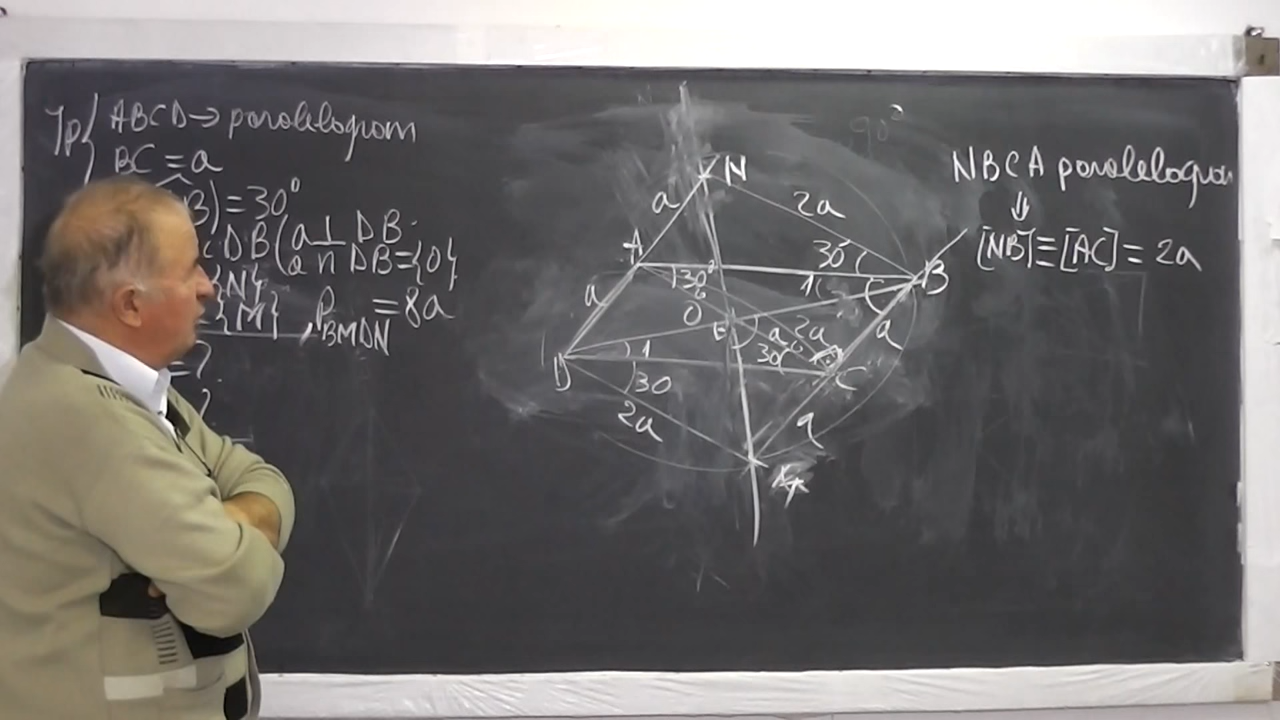 Ip { ABCD → paralelogram
BC = a
B) = 30°
DB (a ⊥ DB
a ∩ DB = {O}
{N}
{M} P BMDN = 8a
= ?
?
90°
N
a
2a
A
30°
30
B
a
1
O
E
2a
a
1
30
C
D
30
2a
a
NBCA paralelogram
⇓
[NB] ≡ [AC] = 2a